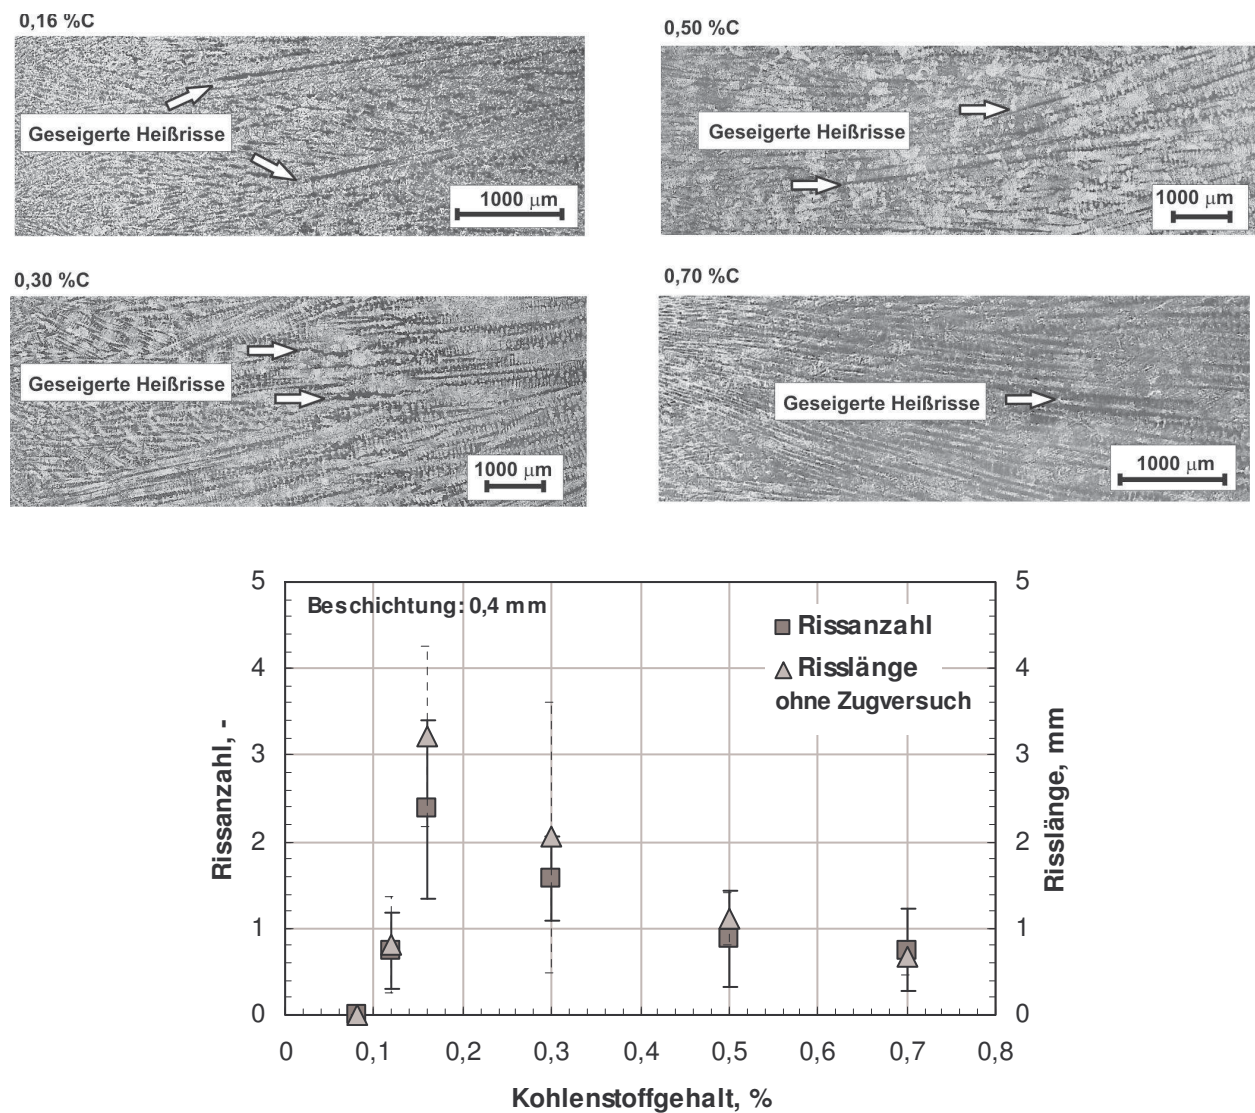 0,16 %C
Geseigerte Heißrisse
1000 µm
0,50 %C
Geseigerte Heißrisse
1000 µm
0,30 %C
Geseigerte Heißrisse
1000 µm
0,70 %C
Geseigerte Heißrisse
1000 µm
Beschichtung: 0,4 mm
Rissanzahl
Risslänge
ohne Zugversuch
Rissanzahl, -
5
4
3
2
1
0
Risslänge, mm
5
4
3
2
1
0
0 0,1 0,2 0,3 0,4 0,5 0,6 0,7 0,8
Kohlenstoffgehalt, %